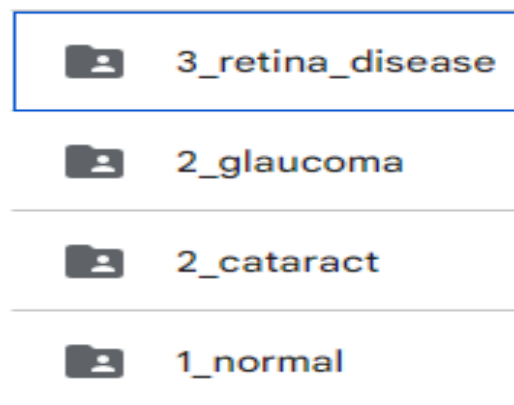 3_retina_disease
2_glaucoma
2_cataract
1_normal